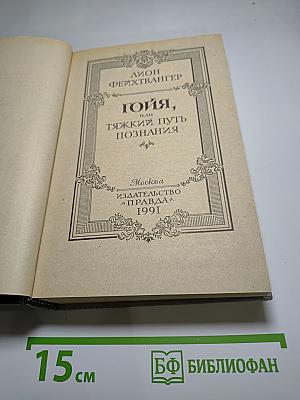 ЛИОН
ФЕЙХТВАНГЕР
ГОЙЯ,
ИЛИ
ТЯЖКИЙ ПУТЬ
ПОЗНАНИЯ
Москва
ИЗДАТЕЛЬСТВО
«ПРАВДА»
1991
15 см
БФ БИБЛИОФАН